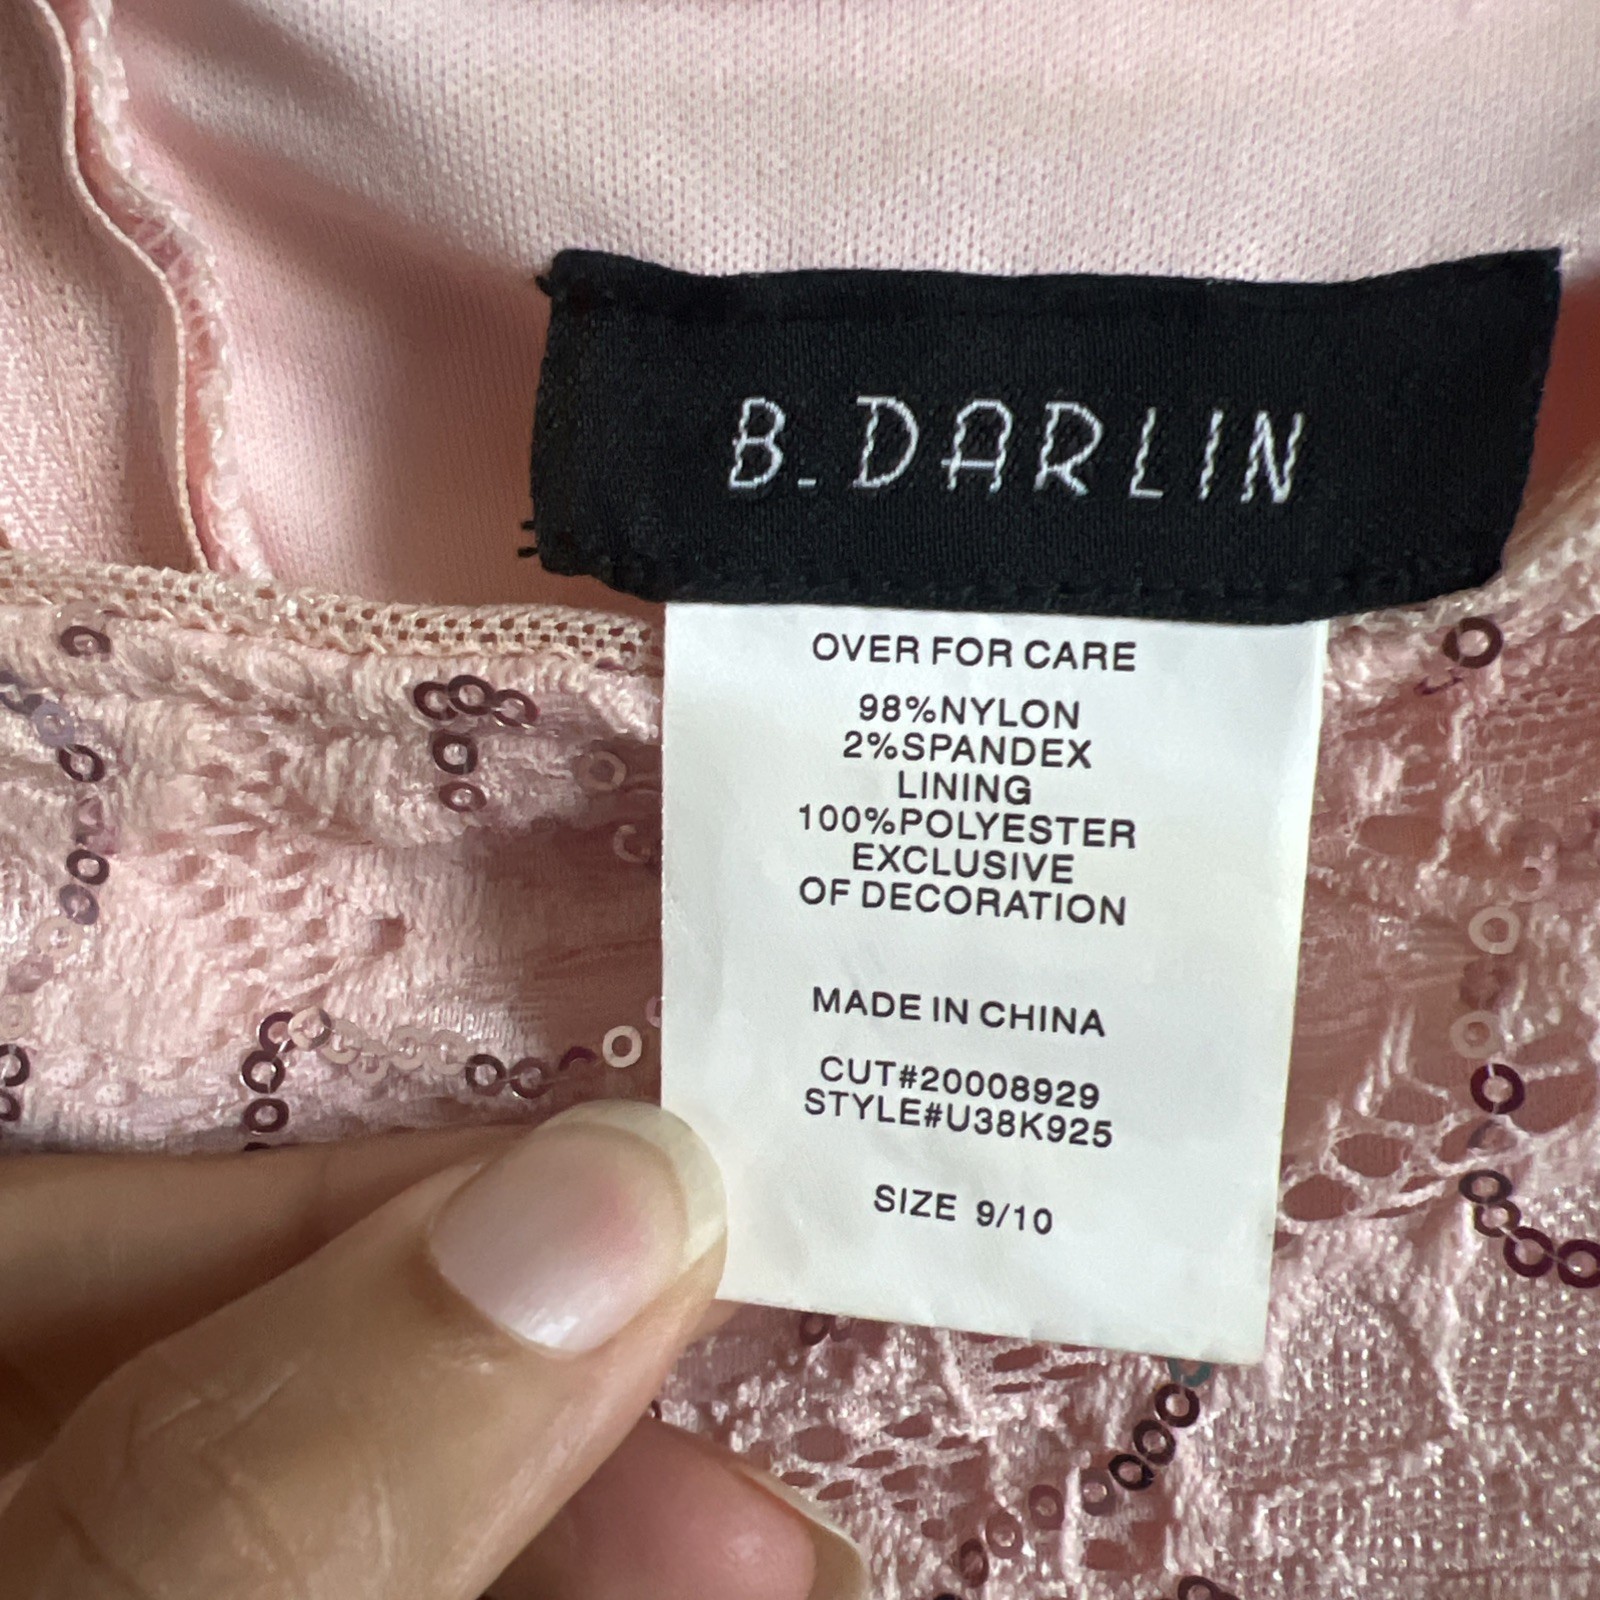 B. DARLIN
OVER FOR CARE
98%NYLON
2%SPANDEX
LINING
100%POLYESTER
EXCLUSIVE
OF DECORATION
MADE IN CHINA
CUT#20008929
STYLE#U38K925
SIZE 9/10